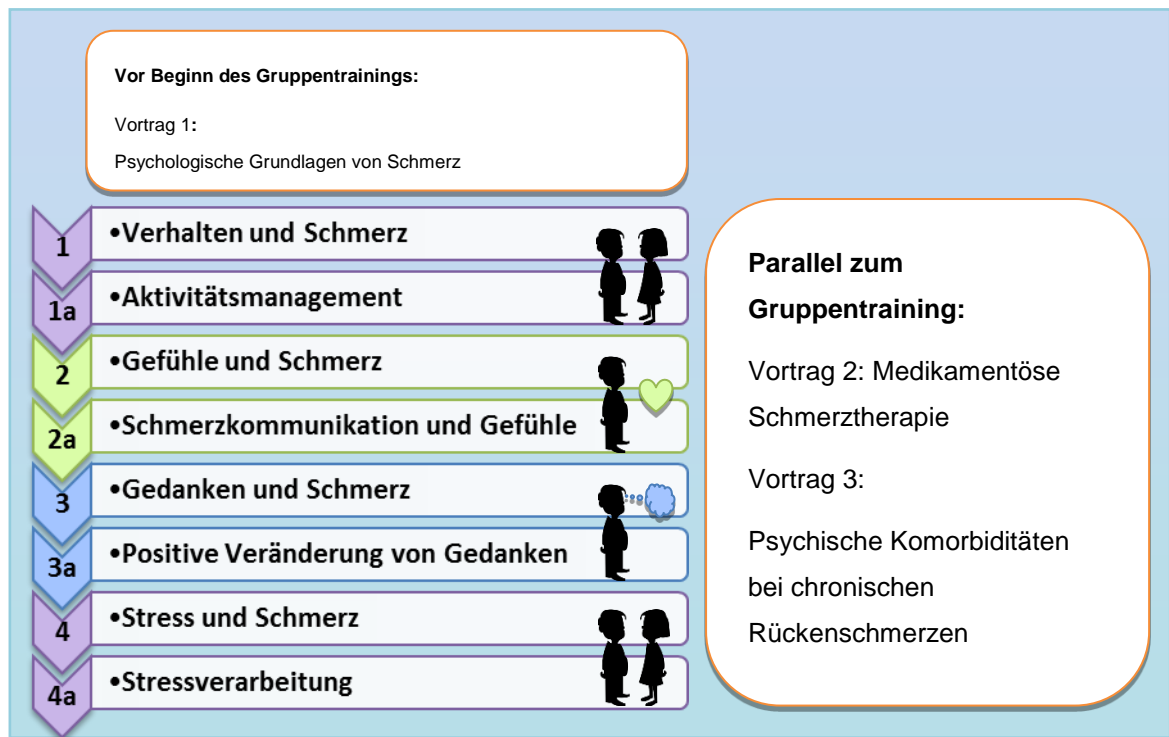 Vor Beginn des Gruppentrainings:
Vortrag 1:
Psychologische Grundlagen von Schmerz
1 •Verhalten und Schmerz
1a •Aktivitätsmanagement
2 •Gefühle und Schmerz
2a •Schmerzkommunikation und Gefühle
3 •Gedanken und Schmerz
3a •Positive Veränderung von Gedanken
4 •Stress und Schmerz
4a •Stressverarbeitung
Parallel zum
Gruppentraining:
Vortrag 2: Medikamentöse
Schmerztherapie
Vortrag 3:
Psychische Komorbiditäten
bei chronischen
Rückenschmerzen